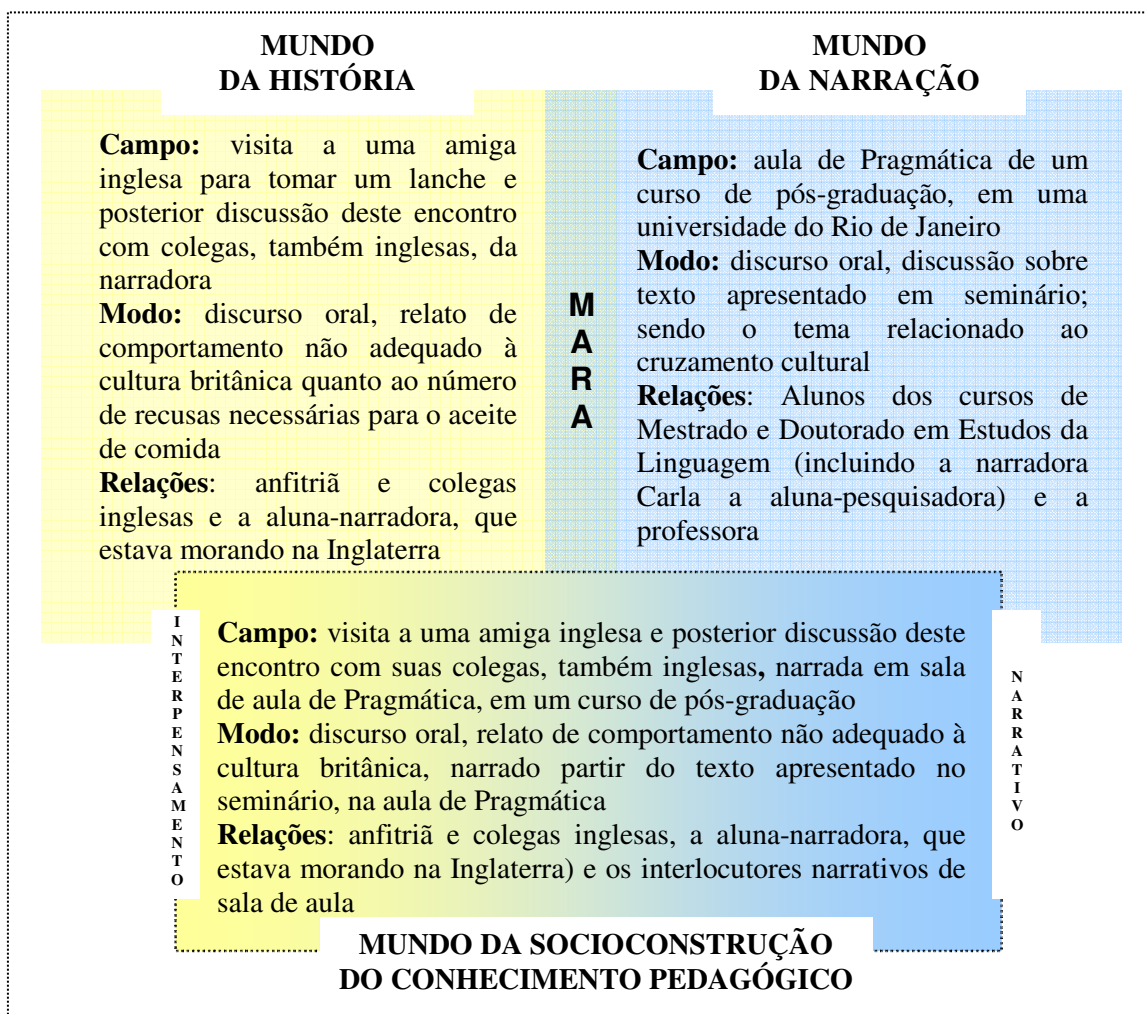 MUNDO
DA HISTÓRIA
Campo: visita a uma amiga
inglesa para tomar um lanche e
posterior discussão deste encontro
com colegas, também inglesas, da
narradora
Modo: discurso oral, relato de
comportamento não adequado à
cultura britânica quanto ao número
de recusas necessárias para o aceite
de comida
Relações: anfitriã e colegas
inglesas e a aluna-narradora, que
estava morando na Inglaterra
M
A
R
A
MUNDO
DA NARRAÇÃO
Campo: aula de Pragmática de um
curso de pós-graduação, em uma
universidade do Rio de Janeiro
Modo: discurso oral, discussão sobre
texto apresentado em seminário;
sendo o tema relacionado ao
cruzamento cultural
Relações: Alunos dos cursos de
Mestrado e Doutorado em Estudos da
Linguagem (incluindo a narradora
Carla a aluna-pesquisadora) e a
professora
I
N
T
E
R
P
E
N
S
A
M
E
N
T
O
Campo: visita a uma amiga inglesa e posterior discussão deste
encontro com suas colegas, também inglesas, narrada em sala
de aula de Pragmática, em um curso de pós-graduação
Modo: discurso oral, relato de comportamento não adequado à
cultura britânica, narrado partir do texto apresentado no
seminário, na aula de Pragmática
Relações: anfitriã e colegas inglesas, a aluna-narradora, que
estava morando na Inglaterra) e os interlocutores narrativos de
sala de aula
N
A
R
R
A
T
I
V
O
MUNDO DA SOCIOCONSTRUÇÃO
DO CONHECIMENTO PEDAGÓGICO